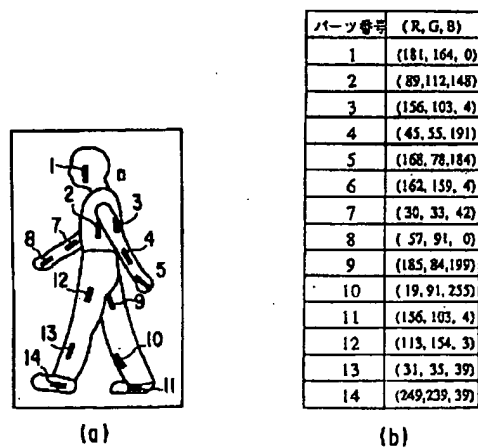 1
2
3
4
5
6
7
8
9
10
11
12
13
14
(a)
パーツ番号 (R, G, B)
1 (181, 164, 0)
2 (89,112,148)
3 (156, 103, 4)
4 (45, 55, 191)
5 (168, 78,184)
6 (162, 159, 4)
7 (30, 33, 42)
8 (57, 91, 0)
9 (185, 84,199)
10 (19, 91, 255)
11 (156, 103, 4)
12 (113, 154, 3)
13 (31, 35, 39)
14 (249,239, 39)
(b)